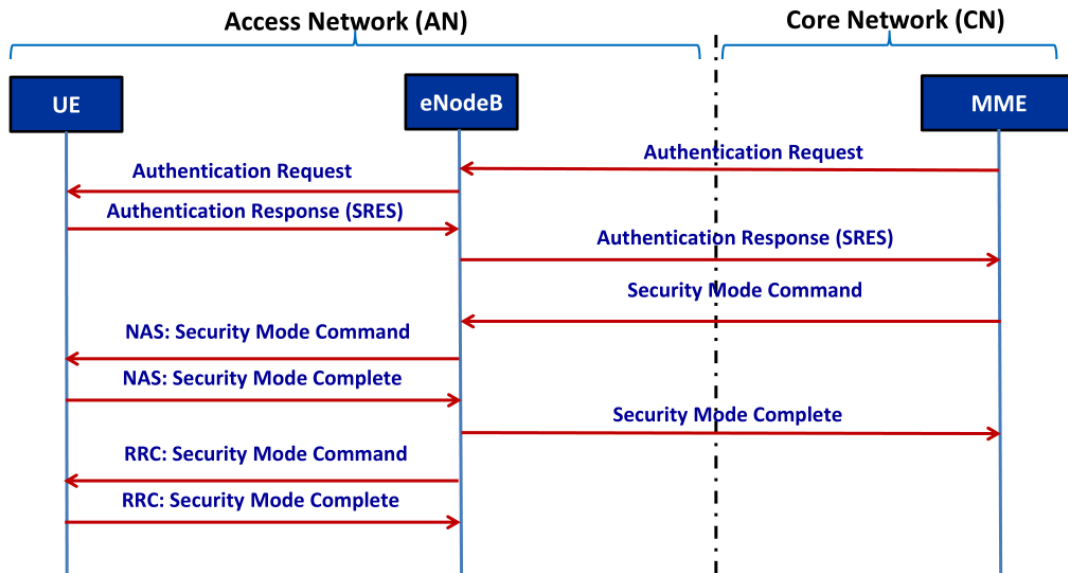 Access Network (AN)
Core Network (CN)
UE
eNodeB
MME
Authentication Request
Authentication Request
Authentication Response (SRES)
Authentication Response (SRES)
Security Mode Command
NAS: Security Mode Command
NAS: Security Mode Complete
Security Mode Complete
RRC: Security Mode Command
RRC: Security Mode Complete